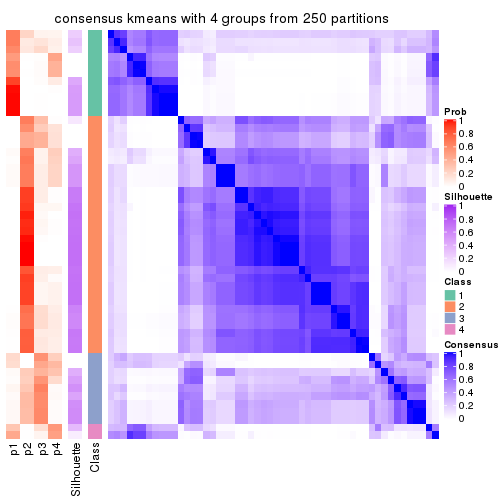 consensus kmeans with 4 groups from 250 partitions
Prob
1
0.8
0.6
0.4
0.2
0
Silhouette
1
0.8
0.6
0.4
0.2
0
Class
1
2
3
4
Consensus
1
0.8
0.6
0.4
0.2
0
p1
p2
p3
p4
Silhouette
Class